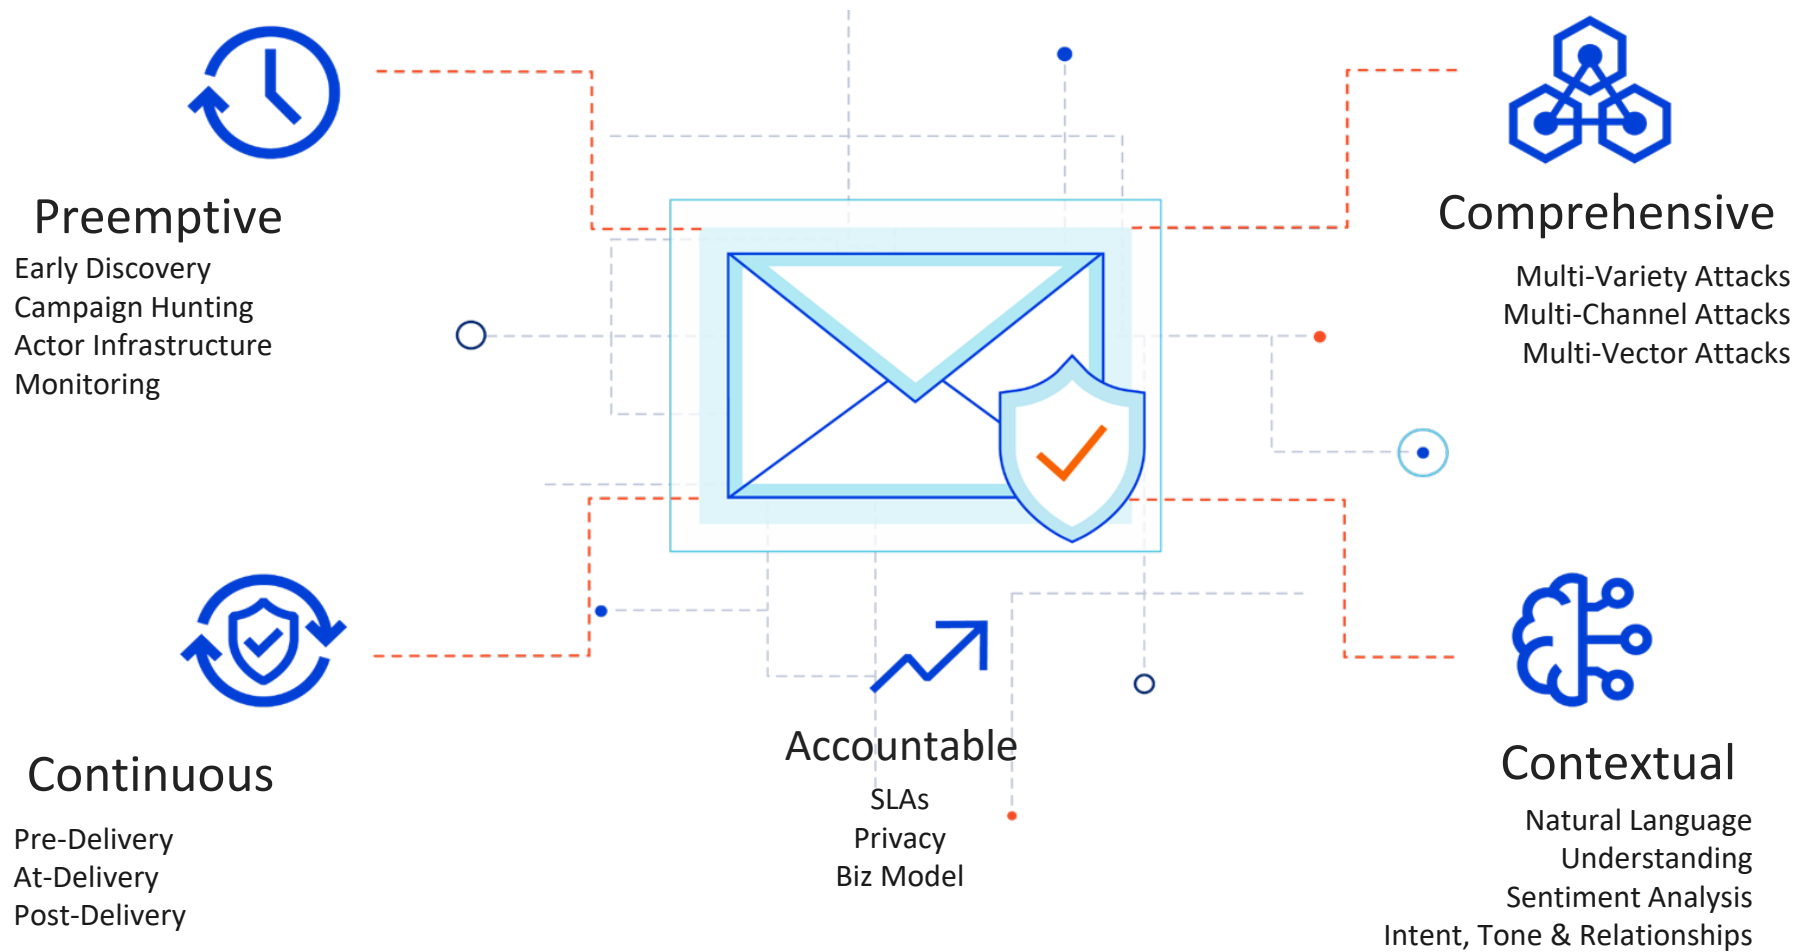 Preemptive
Early Discovery
Campaign Hunting
Actor Infrastructure
Monitoring
Comprehensive
Multi-Variety Attacks
Multi-Channel Attacks
Multi-Vector Attacks
Continuous
Pre-Delivery
At-Delivery
Post-Delivery
Accountable
SLAs
Privacy
Biz Model
Contextual
Natural Language
Understanding
Sentiment Analysis
Intent, Tone & Relationships